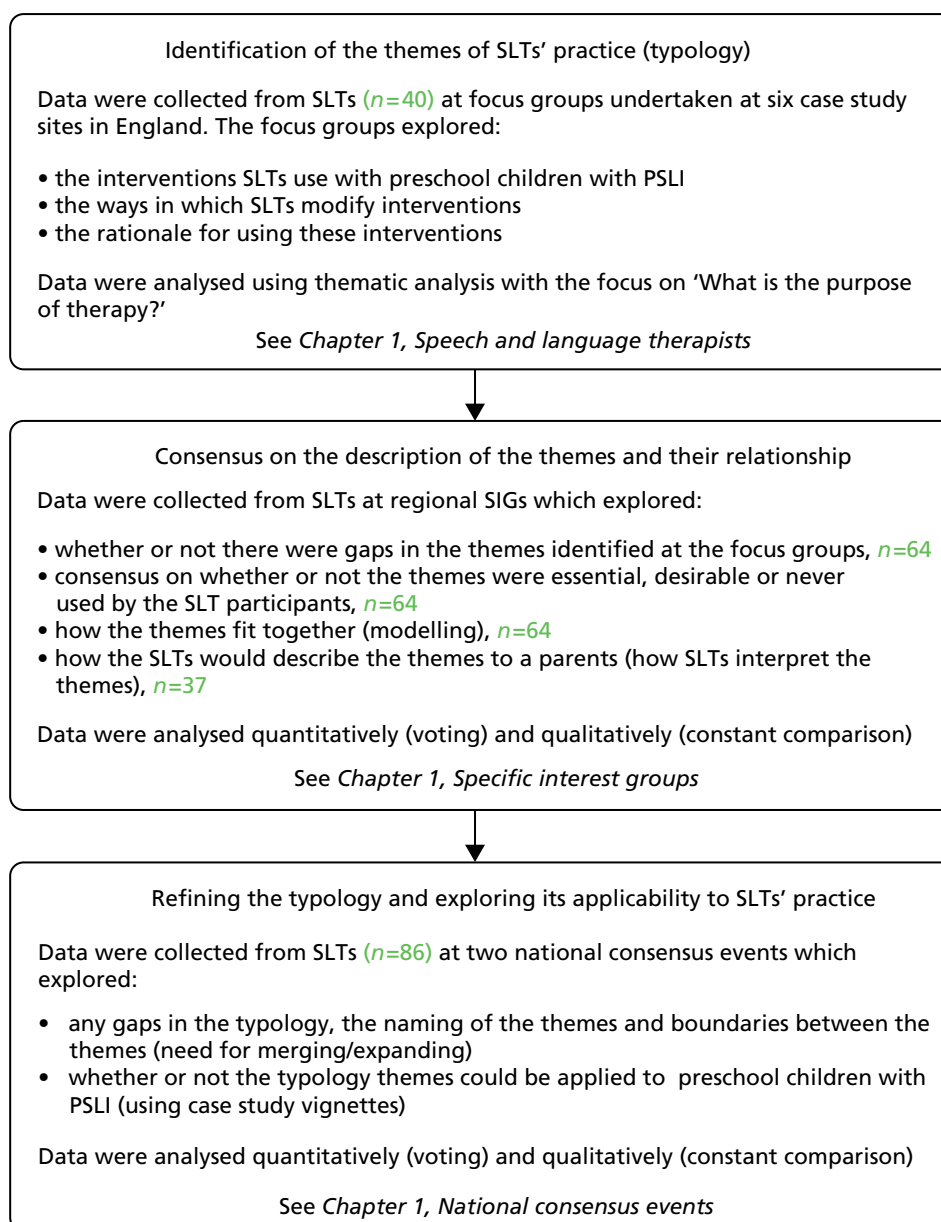 Identification of the themes of SLTs' practice (typology)
Data were collected from SLTs (n=40) at focus groups undertaken at six case study
sites in England. The focus groups explored:
• the interventions SLTs use with preschool children with PSLI
• the ways in which SLTs modify interventions
• the rationale for using these interventions
Data were analysed using thematic analysis with the focus on ‘What is the purpose
of therapy?’
See Chapter 1, Speech and language therapists
Consensus on the description of the themes and their relationship
Data were collected from SLTs at regional SIGs which explored:
• whether or not there were gaps in the themes identified at the focus groups, n=64
• consensus on whether or not the themes were essential, desirable or never
used by the SLT participants, n=64
• how the themes fit together (modelling), n=64
• how the SLTs would describe the themes to a parents (how SLTs interpret the
themes), n=37
Data were analysed quantitatively (voting) and qualitatively (constant comparison)
See Chapter 1, Specific interest groups
Refining the typology and exploring its applicability to SLTs' practice
Data were collected from SLTs (n=86) at two national consensus events which
explored:
• any gaps in the typology, the naming of the themes and boundaries between the
themes (need for merging/expanding)
• whether or not the typology themes could be applied to preschool children with
PSLI (using case study vignettes)
Data were analysed quantitatively (voting) and qualitatively (constant comparison)
See Chapter 1, National consensus events